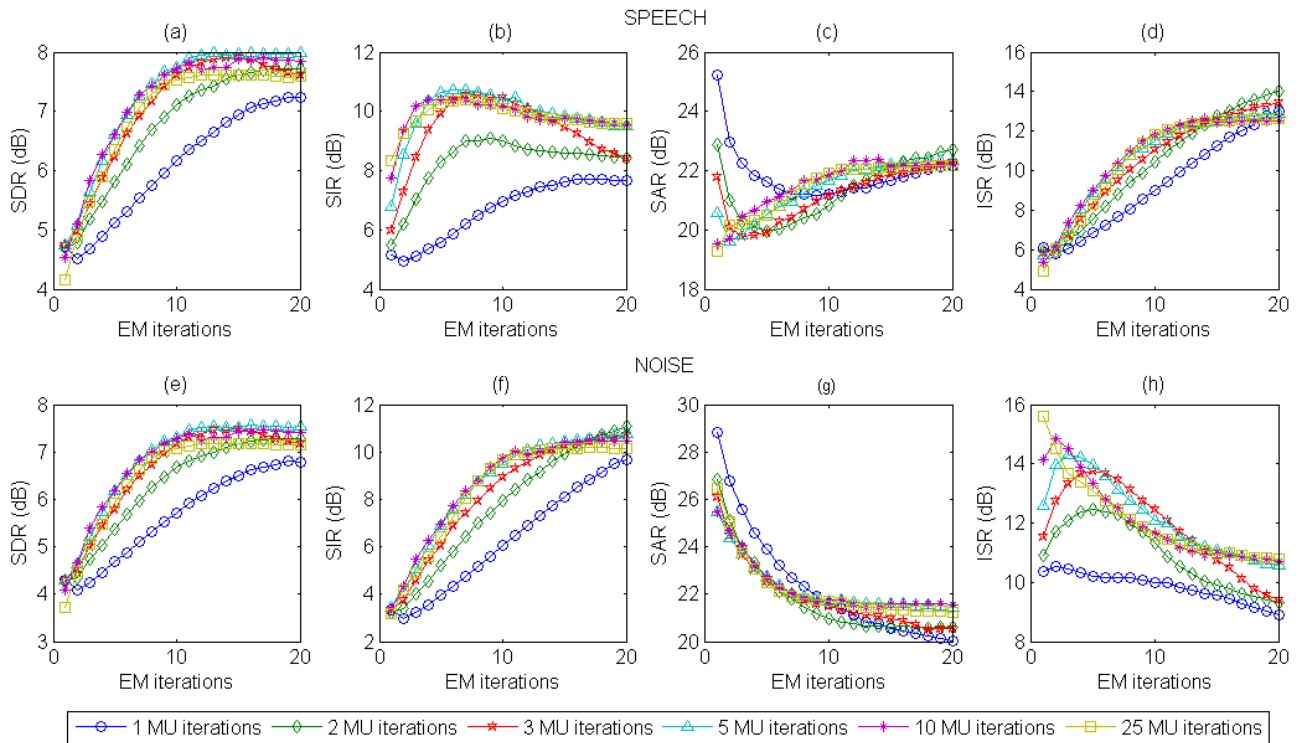 SPEECH
(a)
(b)
(c)
(d)
8
7
6
5
4
SDR (dB)
0
10
20
EM iterations
12
10
8
6
4
SIR (dB)
0
10
20
EM iterations
26
24
22
20
18
SAR (dB)
0
10
20
EM iterations
16
14
12
10
8
6
4
ISR (dB)
0
10
20
EM iterations
NOISE
(e)
(f)
(g)
(h)
8
7
6
5
4
3
SDR (dB)
0
10
20
EM iterations
12
10
8
6
4
2
SIR (dB)
0
10
20
EM iterations
30
28
26
24
22
20
SAR (dB)
0
10
20
EM iterations
16
14
12
10
8
ISR (dB)
0
10
20
EM iterations
1 MU iterations
2 MU iterations
3 MU iterations
5 MU iterations
10 MU iterations
25 MU iterations